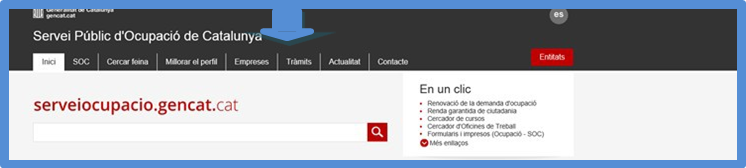 Generalitat de Catalunya
gencat.cat
es
Servei Públic d'Ocupació de Catalunya
Inici SOC Cercar feina Millorar el perfil Empreses Tràmits Actualitat Contacte Entitats
serveiocupacio.gencat.cat
En un clic
Renovació de la demanda d'ocupació
Renda garantida de ciutadania
Cercador de cursos
Cercador d'Oficines de Treball
Formularis i impresos (Ocupació - SOC)
Més enllaços